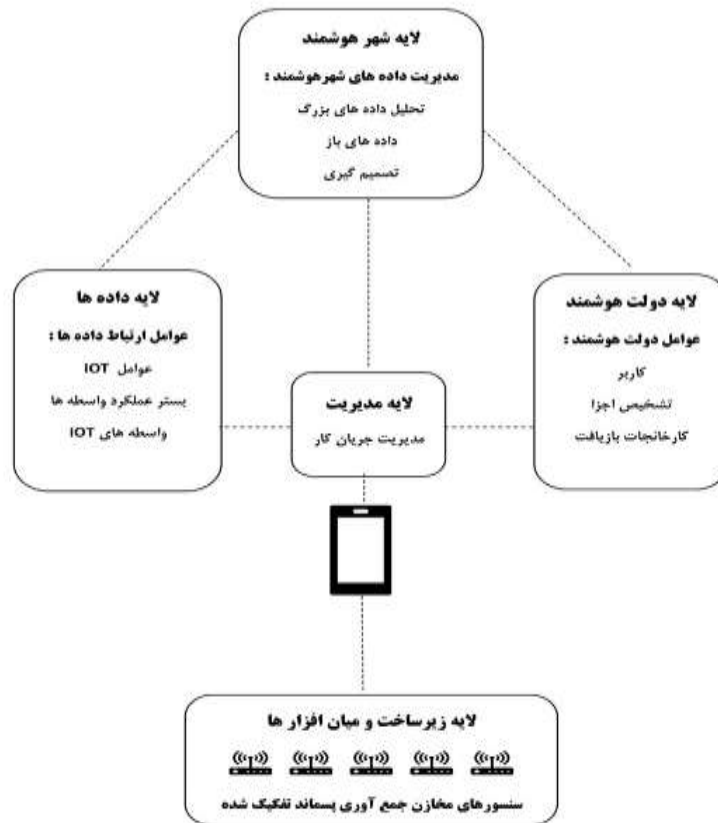 لایه شهر هوشمند
مدیریت داده های شهرهوشمند :
تحلیل داده های بزرگ
داده های باز
تصمیم گیری
لایه دولت هوشمند
عوامل دولت هوشمند :
کاربر
تشخیص اجزا
کارخانجات بازیافت
لایه مدیریت
مدیریت جریان کار
لایه داده ها
عوامل ارتباط داده ها :
عوامل IOT
بستر عملکرد واسطه ها
واسطه های IOT
لایه زیرساخت و میان افزار ها
سنسورهای مخازن جمع آوری پسماند تفکیک شده